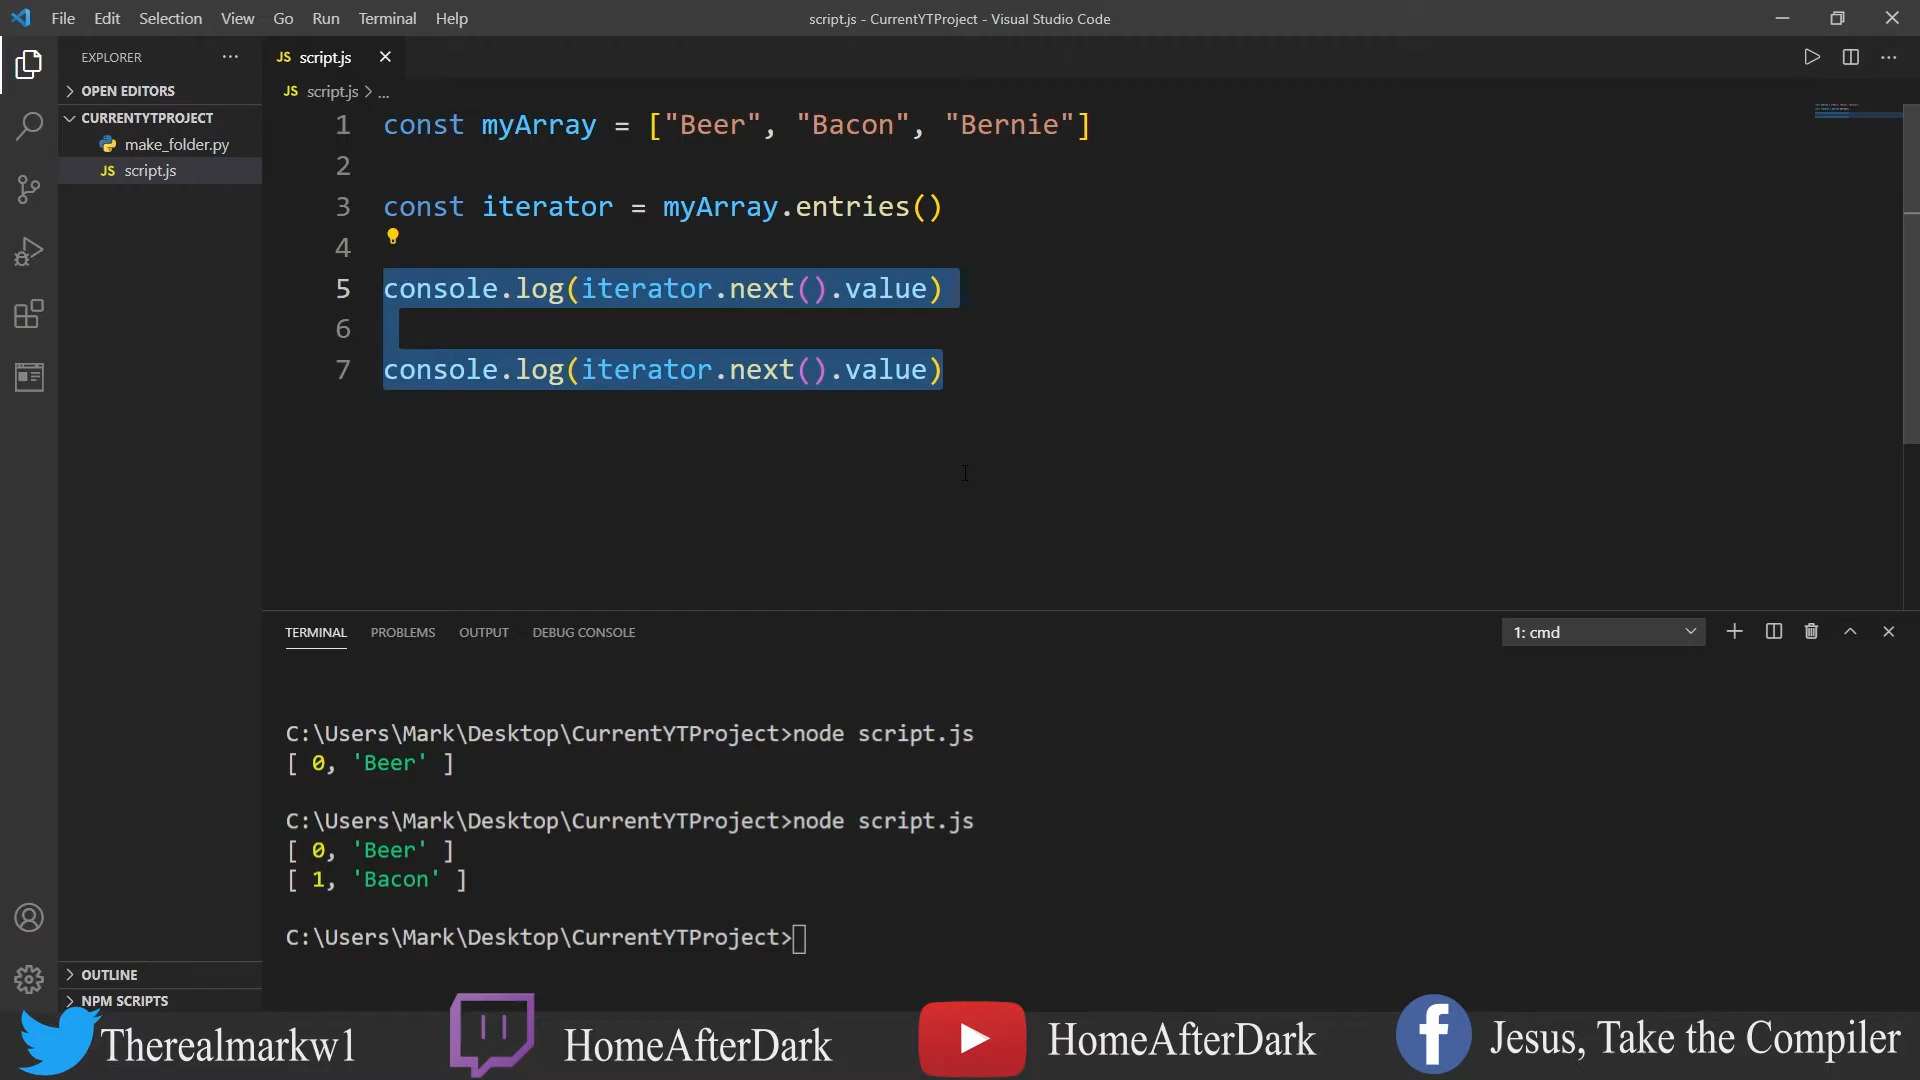 File Edit Selection View Go Run Terminal Help
script.js - CurrentYTProject - Visual Studio Code
EXPLORER
OPEN EDITORS
CURRENTYTPROJECT
make_folder.py
JS script.js
JS script.js
JS script.js > ...
1 const myArray = ["Beer", "Bacon", "Bernie"]
2
3 const iterator = myArray.entries()
4
5 console.log(iterator.next().value)
6
7 console.log(iterator.next().value)
TERMINAL PROBLEMS OUTPUT DEBUG CONSOLE
1: cmd
C:\Users\Mark\Desktop\CurrentYTProject>node script.js
[ 0, 'Beer' ]
C:\Users\Mark\Desktop\CurrentYTProject>node script.js
[ 0, 'Beer' ]
[ 1, 'Bacon' ]
C:\Users\Mark\Desktop\CurrentYTProject>
OUTLINE
NPM SCRIPTS
Therealmarkw1
HomeAfterDark
HomeAfterDark
Jesus, Take the Compiler